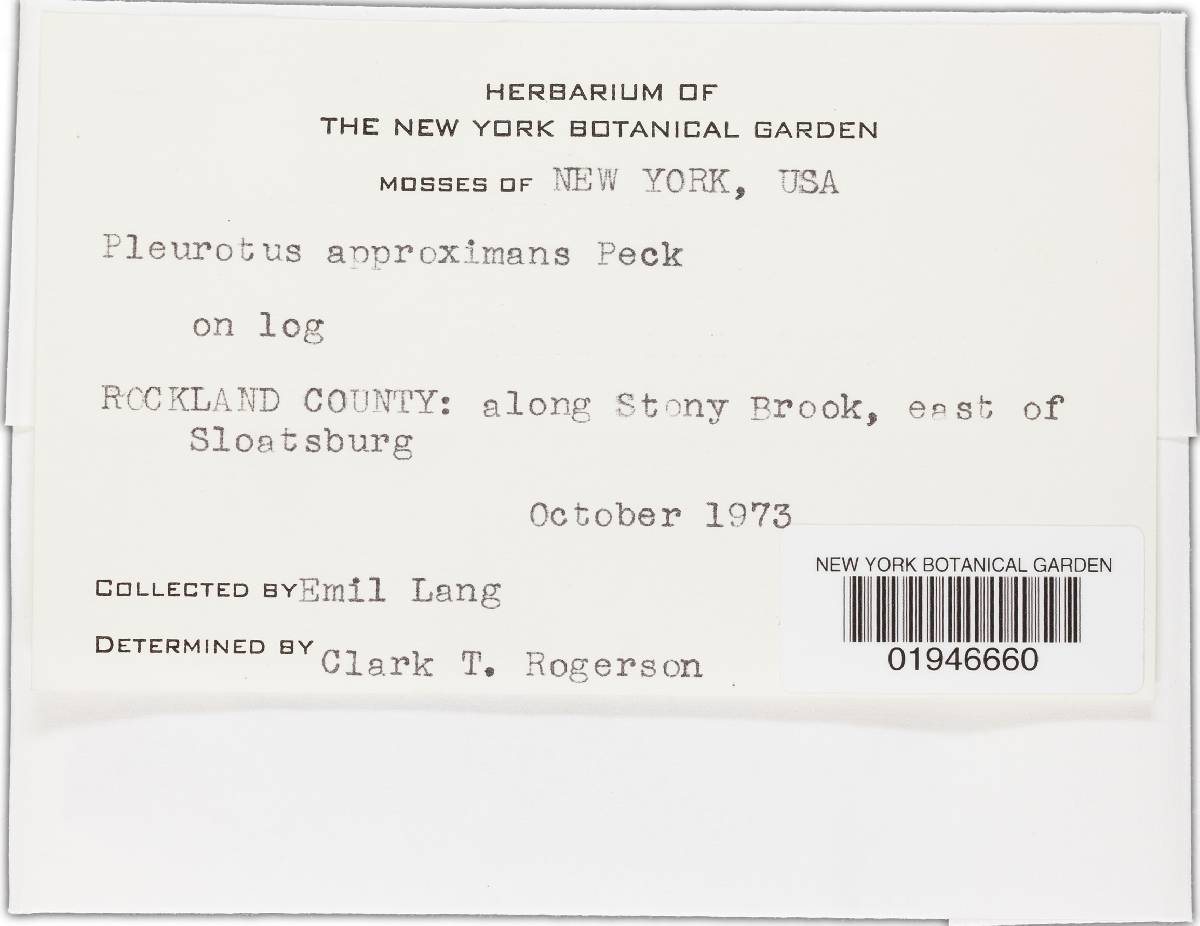 HERBARIUM OF
THE NEW YORK BOTANICAL GARDEN
MOSSES OF NEW YORK, USA
Pleurotus approximans Peck
on log
ROCKLAND COUNTY: along Stony Brook, east of
Sloatsburg
October 1973
COLLECTED BY Emil Lang
DETERMINED BY Clark T. Rogerson
NEW YORK BOTANICAL GARDEN
01946660